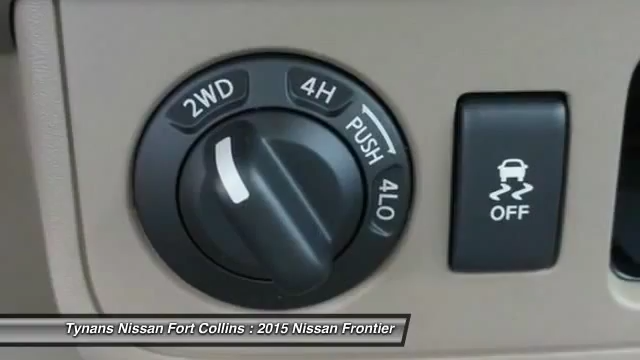 2WD
4H
PUSH
4LO
OFF
Tynans Nissan Fort Collins : 2015 Nissan Frontier